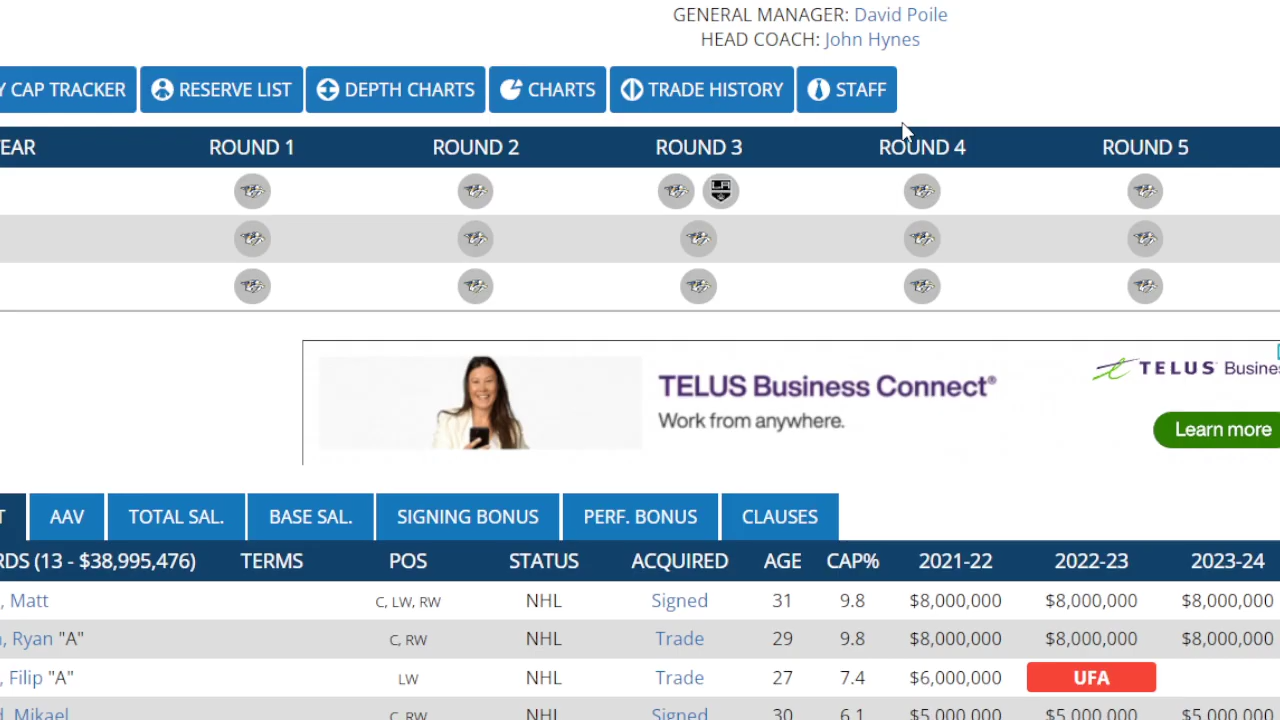 GENERAL MANAGER: David Poile
HEAD COACH: John Hynes
Y CAP TRACKER RESERVE LIST DEPTH CHARTS CHARTS TRADE HISTORY STAFF
EAR ROUND 1 ROUND 2 ROUND 3 ROUND 4 ROUND 5
LA
TELUS Business Connect®
Work from anywhere.
TELUS® Busines
Learn more
T AAV TOTAL SAL. BASE SAL. SIGNING BONUS PERF. BONUS CLAUSES
RDS (13 - $38,995,476) TERMS POS STATUS ACQUIRED AGE CAP% 2021-22 2022-23 2023-24
, Matt C, LW, RW NHL Signed 31 9.8 $8,000,000 $8,000,000 $8,000,000
, Ryan "A" C, RW NHL Trade 29 9.8 $8,000,000 $8,000,000 $8,000,000
, Filip "A" LW NHL Trade 27 7.4 $6,000,000 UFA
d, Mikael C, RW NHL Signed 30 6.1 $5,000,000 $5,000,000 $5,000,000